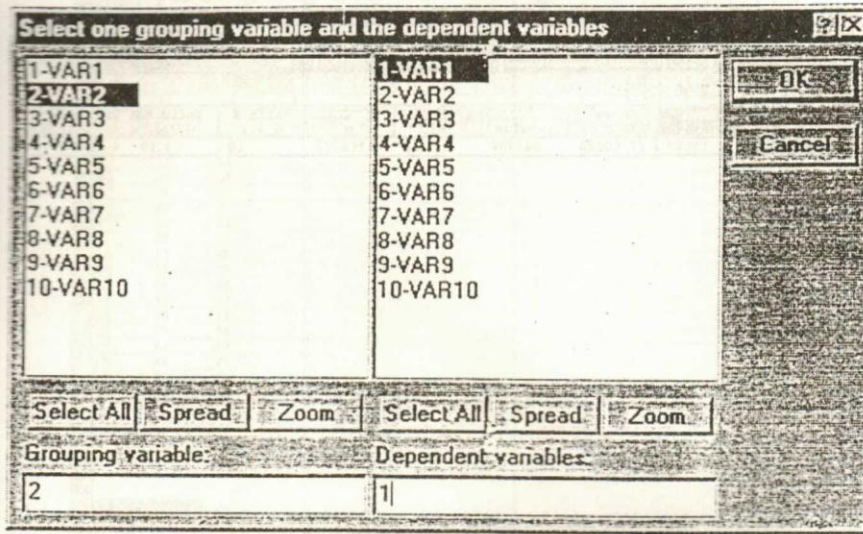 Select one grouping variable and the dependent variables
1-VAR1
2-VAR2
3-VAR3
4-VAR4
5-VAR5
6-VAR6
7-VAR7
8-VAR8
9-VAR9
10-VAR10
1-VAR1
2-VAR2
3-VAR3
4-VAR4
5-VAR5
6-VAR6
7-VAR7
8-VAR8
9-VAR9
10-VAR10
OK
Cancel
Select All Spread Zoom Select All Spread Zoom
Grouping variable: Dependent variables:
2 1